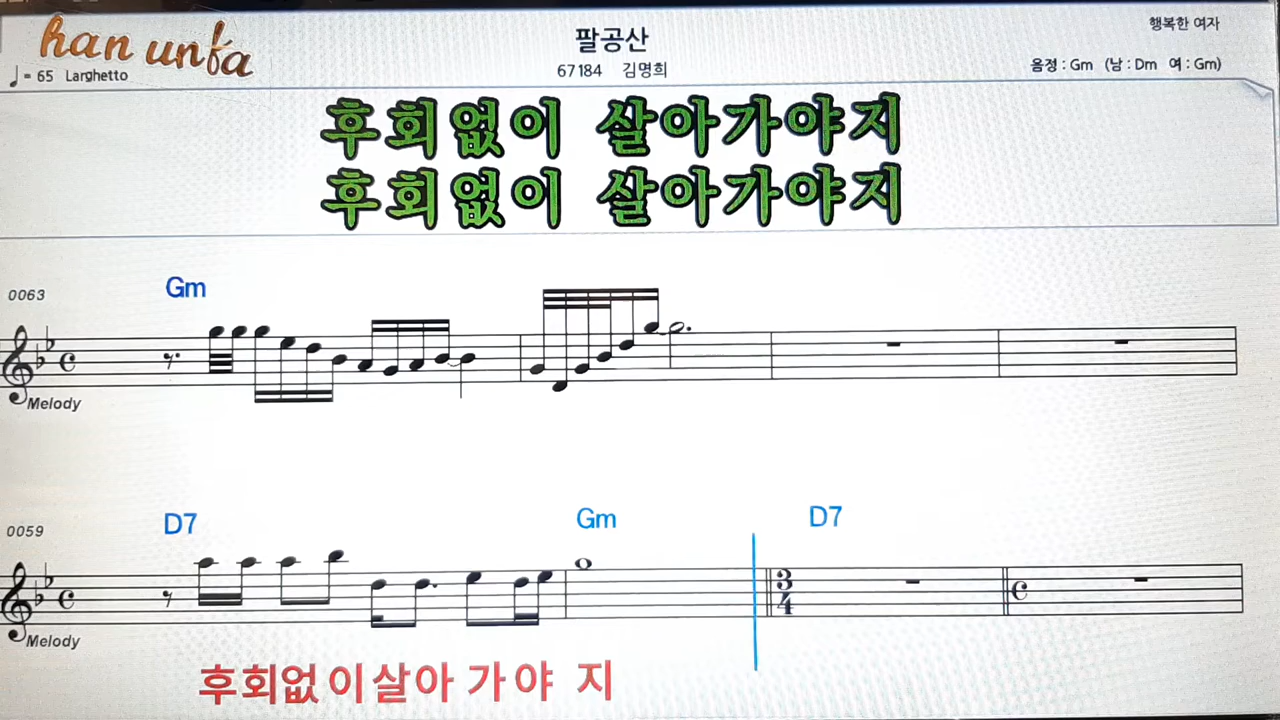 han unfa
팔공산
행복한 여자
♩= 65 Larghetto
67184 김명희
음정 : Gm (남 : Dm 여 : Gm)
후회없이 살아가야지
후회없이 살아가야지
0063
Gm
Melody
0059
D7 Gm D7
3
4
Melody
후회없이살아 가야 지